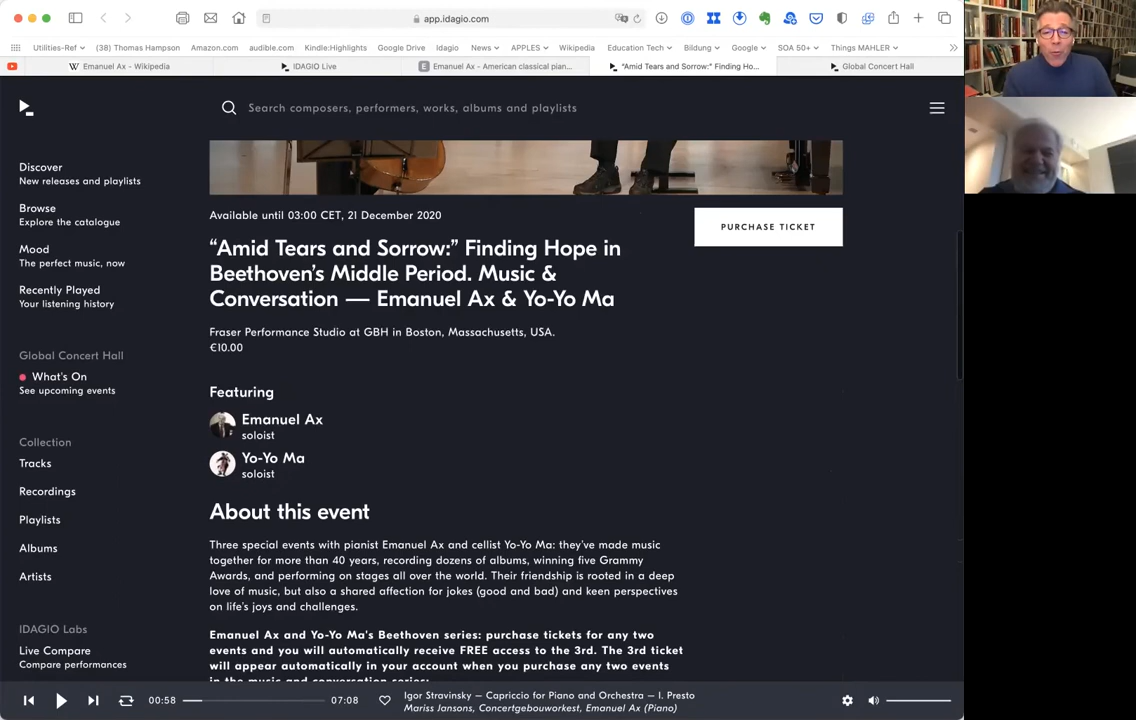 app.idagio.com
Utilities-Ref
(38) Thomas Hampson
Amazon.com
audible.com
Kindle:Highlights
Google Drive
Idagio
News
APPLES
Wikipedia
Education Tech
Bildung
Google
SOA 50+
Things MAHLER
W Emanuel Ax - Wikipedia
IDAGIO Live
E Emanuel Ax - American classical pian...
"Amid Tears and Sorrow:" Finding Ho...
Global Concert Hall
Search composers, performers, works, albums and playlists
Discover
New releases and playlists
Browse
Explore the catalogue
Mood
The perfect music, now
Recently Played
Your listening history
Global Concert Hall
What's On
See upcoming events
Collection
Tracks
Recordings
Playlists
Albums
Artists
IDAGIO Labs
Live Compare
Compare performances
Available until 03:00 CET, 21 December 2020
PURCHASE TICKET
“Amid Tears and Sorrow:” Finding Hope in
Beethoven’s Middle Period. Music &
Conversation — Emanuel Ax & Yo-Yo Ma
Fraser Performance Studio at GBH in Boston, Massachusetts, USA.
€10.00
Featuring
Emanuel Ax
soloist
Yo-Yo Ma
soloist
About this event
Three special events with pianist Emanuel Ax and cellist Yo-Yo Ma: they’ve made music
together for more than 40 years, recording dozens of albums, winning five Grammy
Awards, and performing on stages all over the world. Their friendship is rooted in a deep
love of music, but also a shared affection for jokes (good and bad) and keen perspectives
on life’s joys and challenges.
Emanuel Ax and Yo-Yo Ma's Beethoven series: purchase tickets for any two
events and you will automatically receive FREE access to the 3rd. The 3rd ticket
will appear automatically in your account when you purchase any two events
in the music and conversation series:
00:58
07:08
Igor Stravinsky — Capriccio for Piano and Orchestra — I. Presto
Mariss Jansons, Concertgebouworkest, Emanuel Ax (Piano)